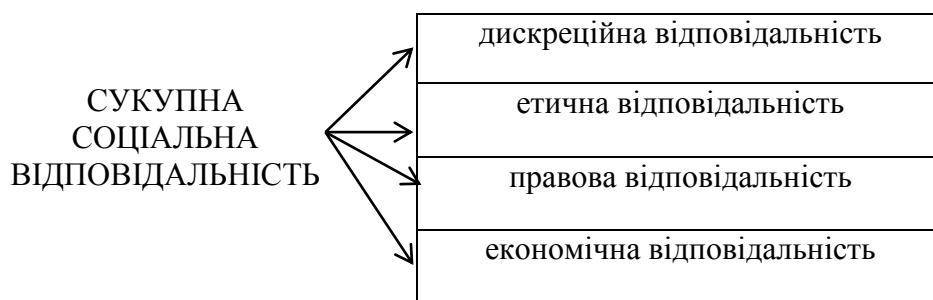 СУКУПНА
СОЦІАЛЬНА
ВІДПОВІДАЛЬНІСТЬ
дискреційна відповідальність
етична відповідальність
правова відповідальність
економічна відповідальність